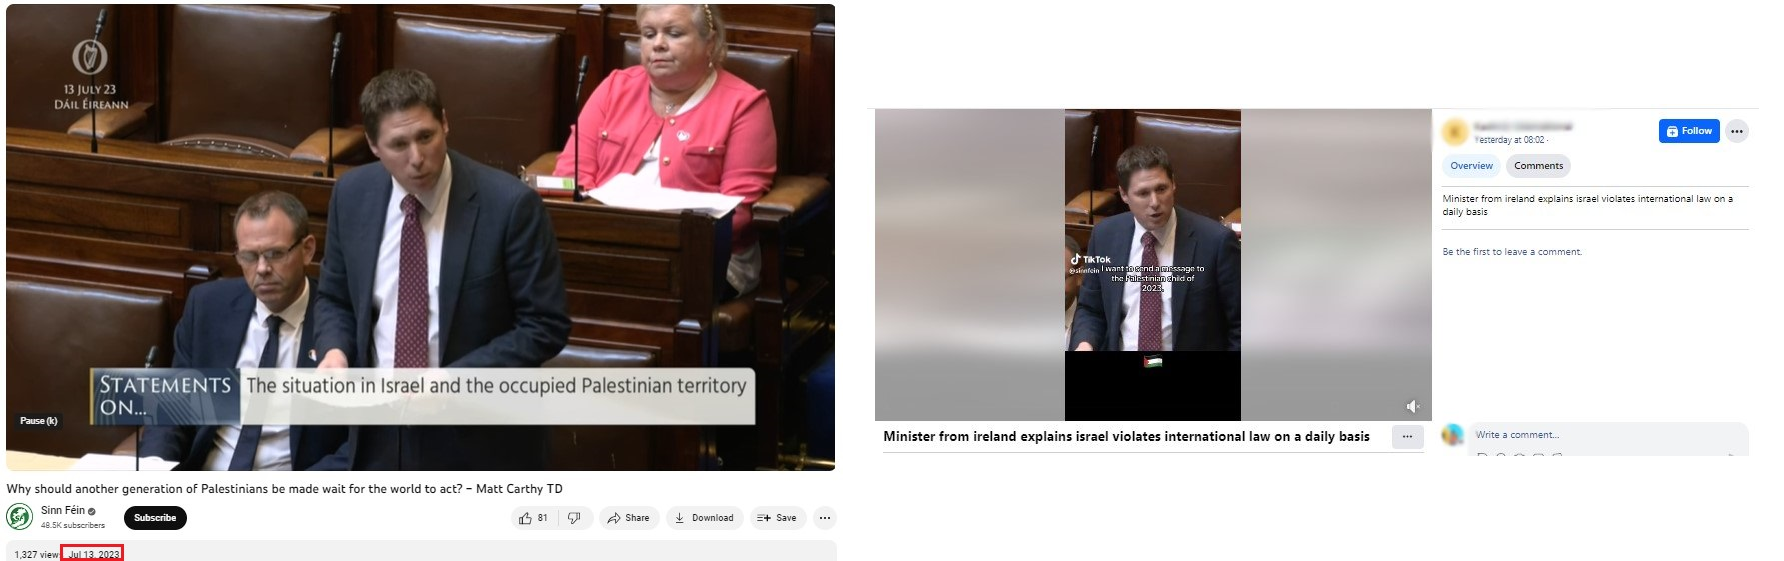 13 JULY 23
DÁIL ÉIREANN
STATEMENTS
ON...
The situation in Israel and the occupied Palestinian territory
Pause (k)
Why should another generation of Palestinians be made wait for the world to act? – Matt Carthy TD
Sinn Féin
48.5K subscribers
Subscribe
81
Share
Download
Save
1,327 views
Jul 13, 2023
TikTok
@sinnfein
I want to send a message to
the Palestinian child of
2023.
Minister from ireland explains israel violates international law on a daily basis
Yesterday at 08:02 ·
Follow
Overview
Comments
Minister from ireland explains israel violates international law on a
daily basis
Be the first to leave a comment.
Write a comment...